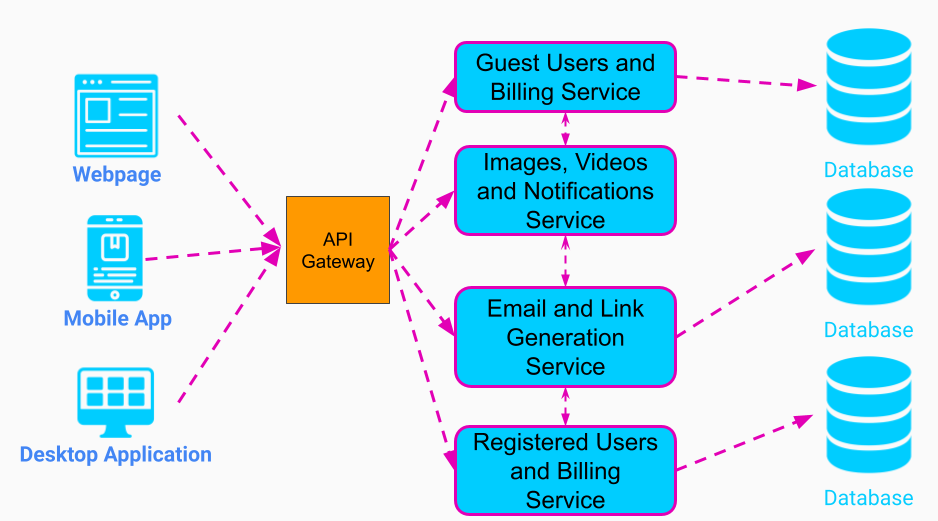 Webpage
Mobile App
Desktop Application
API
Gateway
Guest Users and
Billing Service
Images, Videos
and Notifications
Service
Email and Link
Generation
Service
Registered Users
and Billing
Service
Database
Database
Database